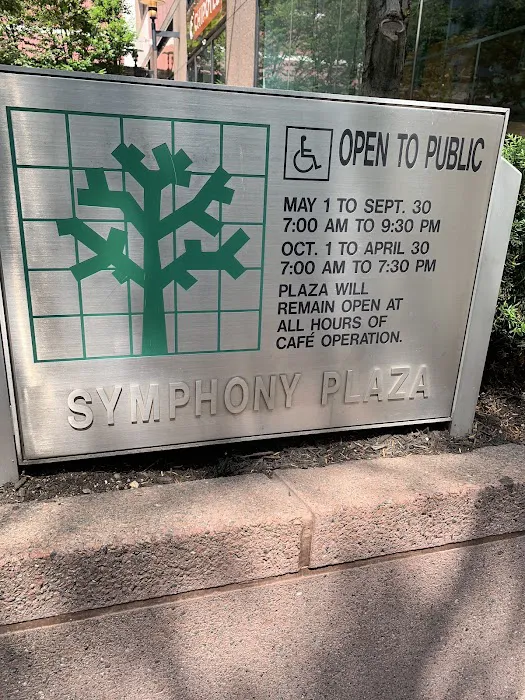 OPEN TO PUBLIC
MAY 1 TO SEPT. 30
7:00 AM TO 9:30 PM
OCT. 1 TO APRIL 30
7:00 AM TO 7:30 PM
PLAZA WILL
REMAIN OPEN AT
ALL HOURS OF
CAFÉ OPERATION.
SYMPHONY PLAZA